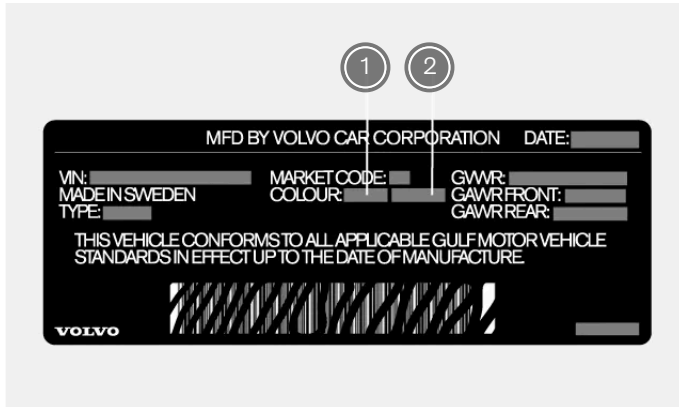 1 2
MFD BY VOLVO CAR CORPORATION DATE:
VIN: MARKET CODE: GVWR:
MADE IN SWEDEN COLOUR: GAWR FRONT:
TYPE: GAWR REAR:
THIS VEHICLE CONFORMS TO ALL APPLICABLE GULF MOTOR VEHICLE
STANDARDS IN EFFECT UP TO THE DATE OF MANUFACTURE.
VOLVO